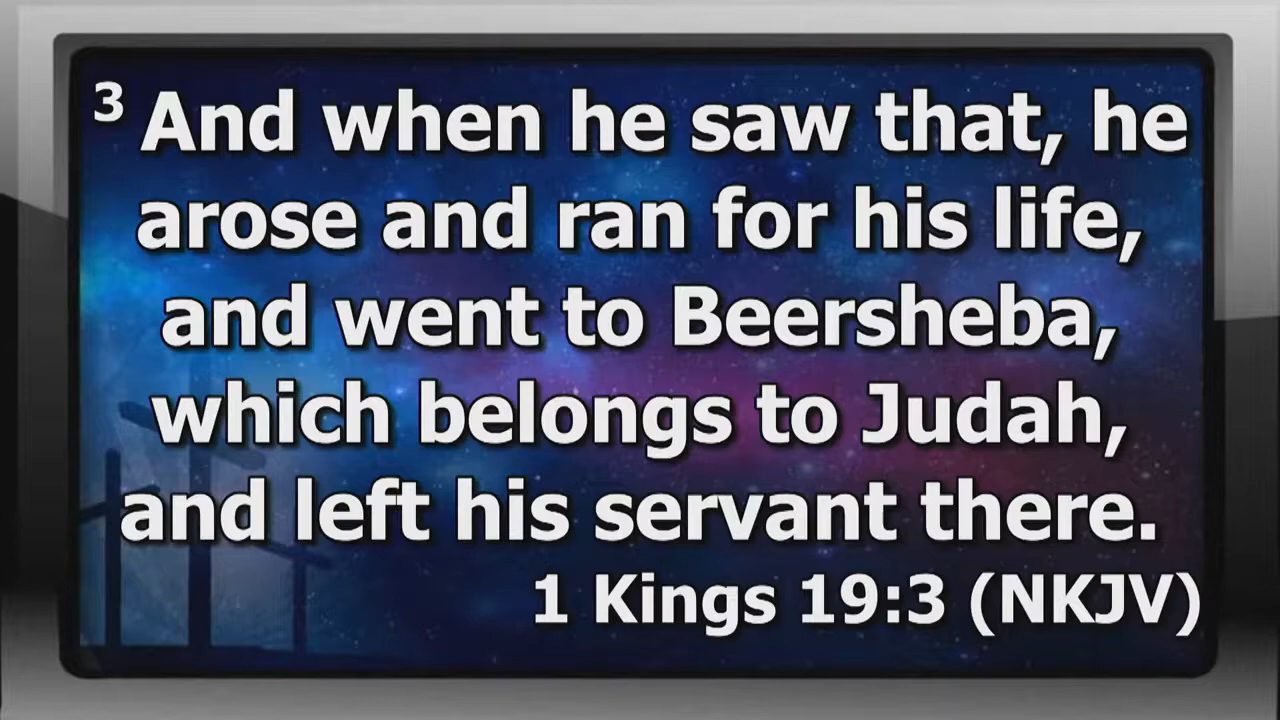 3 And when he saw that, he
arose and ran for his life,
and went to Beersheba,
which belongs to Judah,
and left his servant there.
1 Kings 19:3 (NKJV)